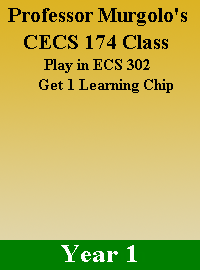 Professor Murgolo's
CECS 174 Class
Play in ECS 302
Get 1 Learning Chip
Year 1